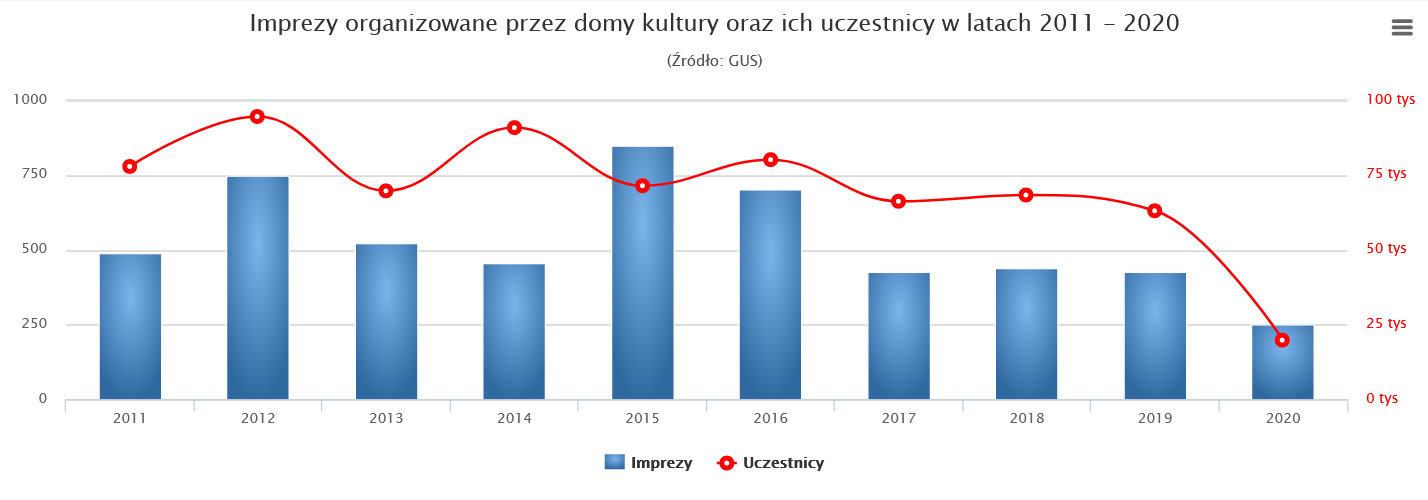 Imprezy organizowane przez domy kultury oraz ich uczestnicy w latach 2011 – 2020
(Źródło: GUS)
1000 100 tys
750 75 tys
500 50 tys
250 25 tys
0 0 tys
2011 2012 2013 2014 2015 2016 2017 2018 2019 2020
Imprezy Uczestnicy